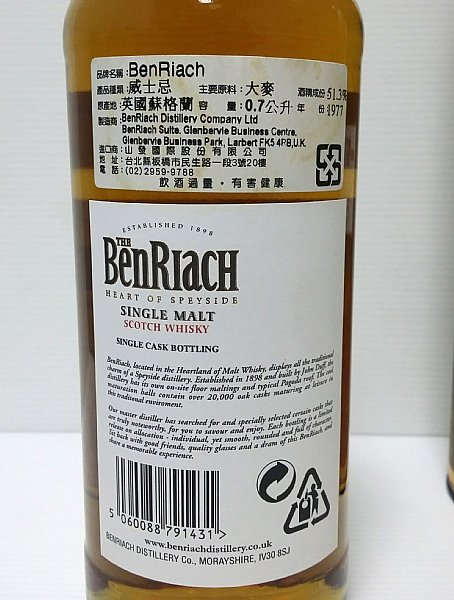 品牌名稱:BenRiach
產品種類:威士忌 主要原料:大麥 酒精成份:51.3%
原產地:英國蘇格蘭 容 量:0.7公升 年 份:1977
製造商:BenRiach Distillery Company Ltd
BenRiach Suite, Glenbervie Business Centre,
Glenbervie Business Park, Larbert FK5 4RB,U.K.
進口商:山發國際股份有限公司
地 址:台北縣板橋市民生路一段3號20樓
電 話:(02)2959-9788
飲酒過量‧有害健康
ESTABLISHED 1898
THE
BENRIACH
HEART OF SPEYSIDE
SINGLE MALT
SCOTCH WHISKY
SINGLE CASK BOTTLING
BenRiach, located in the Heartland of Malt Whisky, displays all the traditional
charm of a Speyside distillery. Established in 1898 and built by John Duff, the
distillery has its own on-site floor maltings and typical Pagoda roof. The ten
maturation halls contain over 20,000 oak casks maturing at leisure in
this traditional enviroment.
Our master distiller has searched for and specially selected certain casks that
are truly noteworthy, for you to savour and enjoy. Each bottling is a limited
release on allocation - individual, yet smooth, rounded and full of character.
Sit back with good friends, quality glasses and a dram of this BenRiach, and
share a memorable experience.
5 060088 791431 >
www.benriachdistillery.co.uk
BENRIACH DISTILLERY Co., MORAYSHIRE, IV30 8SJ